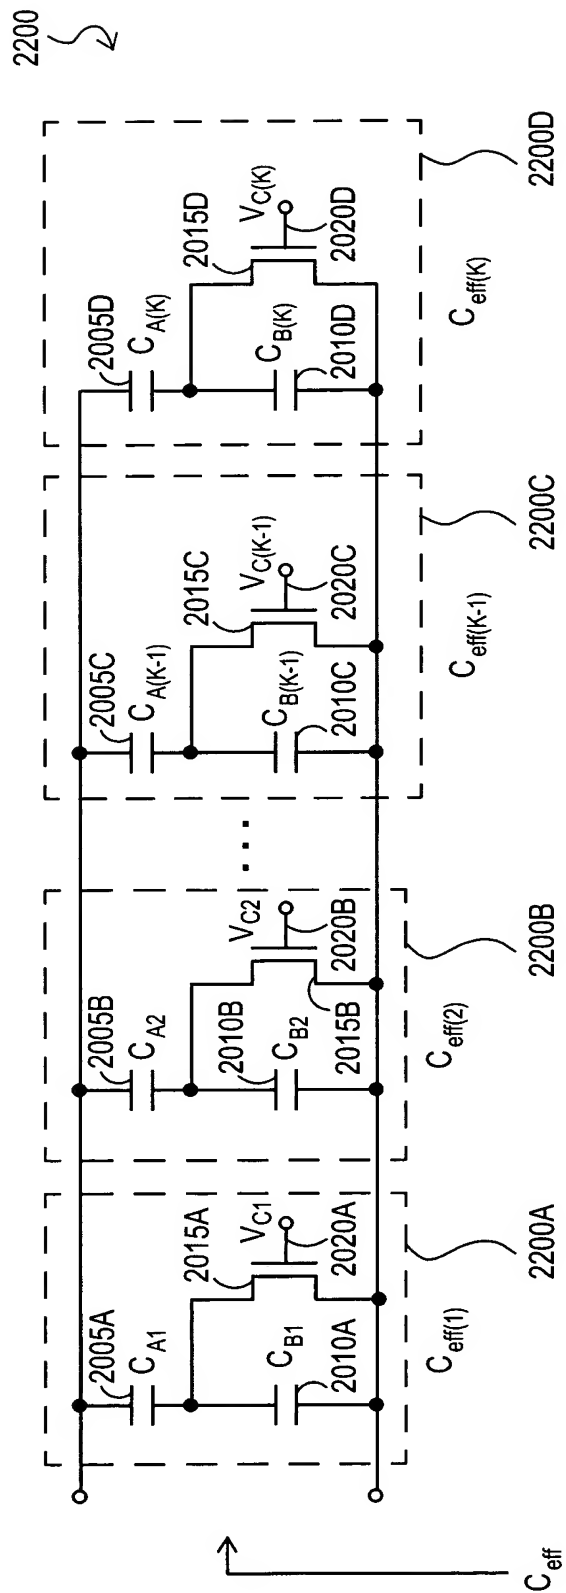 2200
2200A
2005A
C_A1
2015A
V_C1
C_B1
2010A
2020A
C_eff(1)
2200B
2005B
C_A2
2010B
V_C2
C_B2
2015B
2020B
C_eff(2)
...
2200C
2005C
C_A(K-1)
2015C
V_C(K-1)
C_B(K-1)
2010C
2020C
C_eff(K-1)
2200D
2005D
C_A(K)
2015D
V_C(K)
C_B(K)
2010D
2020D
C_eff(K)
C_eff